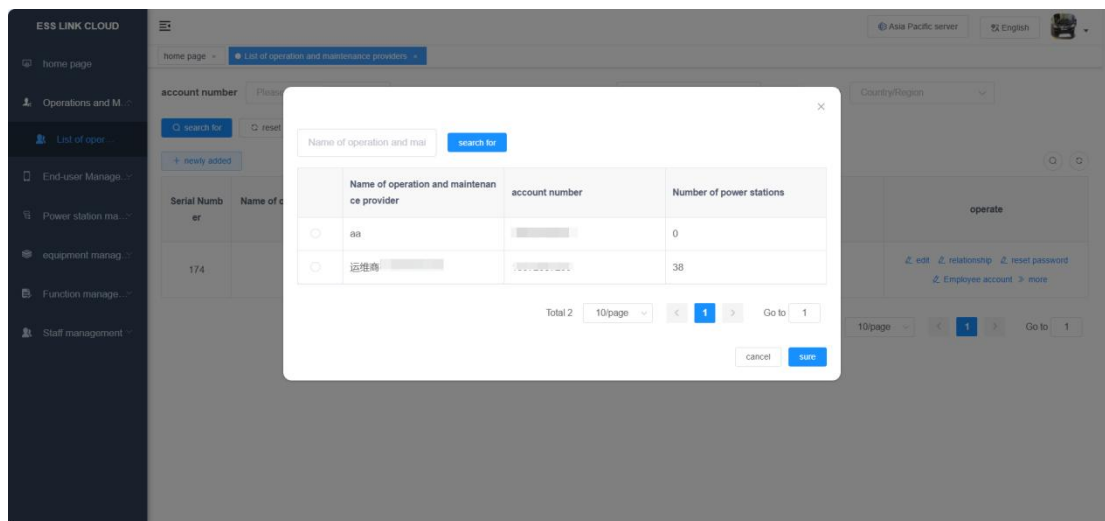 ESS LINK CLOUD
Asia Pacific server
English
home page
home page ×
List of operation and maintenance providers ×
Operations and M...
List of oper ...
End-user Manage...
Power station ma...
equipment manag...
Function manage...
Staff management
account number
Country/Region
search for
reset
+ newly added
Serial Numb
er
Name of
174
operate
edit relationship reset password
Employee account more
10/page
1
Go to 1
Name of operation and mai
search for
Name of operation and maintenan
ce provider
account number
Number of power stations
aa
0
运维商
38
Total 2
10/page
1
Go to 1
cancel
sure